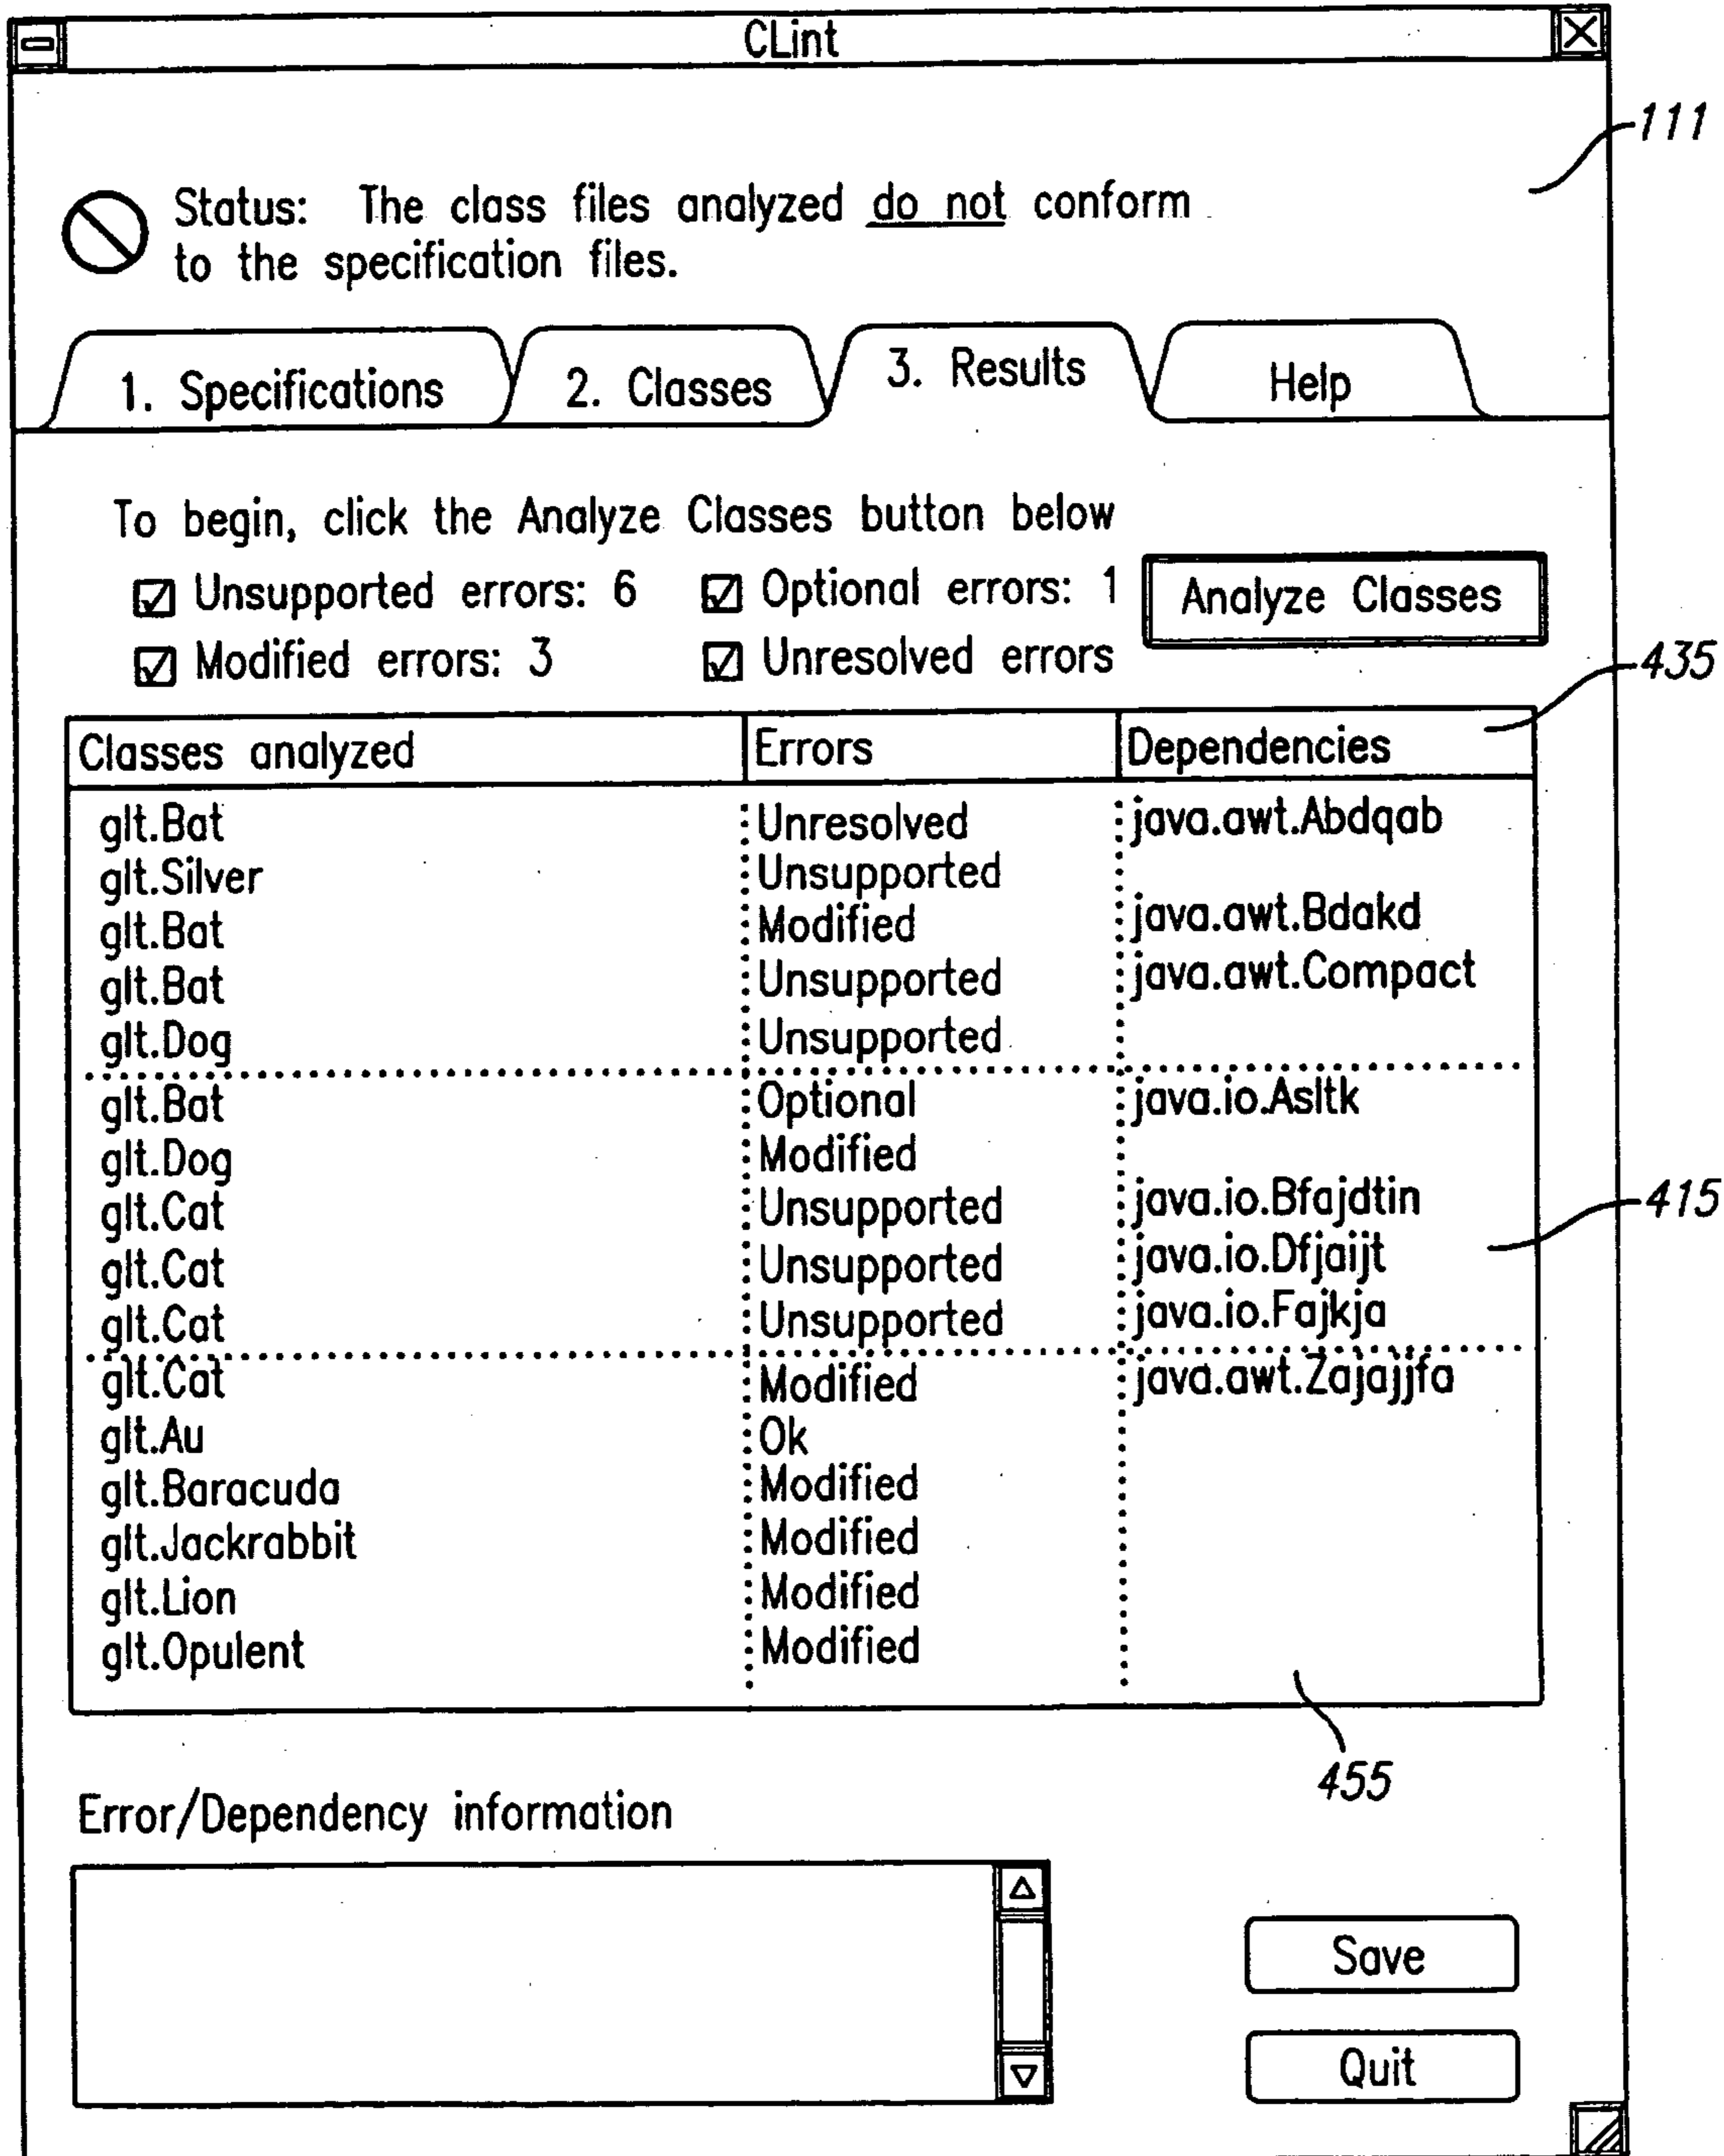 CLint
111
Status: The class files analyzed do not conform
to the specification files.
1. Specifications 2. Classes 3. Results Help
To begin, click the Analyze Classes button below
Unsupported errors: 6 Optional errors: 1 Analyze Classes
Modified errors: 3 Unresolved errors
435
Classes analyzed Errors Dependencies
glt.Bat Unresolved java.awt.Abdqab
glt.Silver Unsupported
glt.Bat Modified java.awt.Bdakd
glt.Bat Unsupported java.awt.Compact
glt.Dog Unsupported
glt.Bat Optional java.io.Asltk
glt.Dog Modified
glt.Cat Unsupported java.io.Bfajdtin
415
glt.Cat Unsupported java.io.Dfjaijt
glt.Cat Unsupported java.io.Fajkja
glt.Cat Modified java.awt.Zajajjfa
glt.Au Ok
glt.Baracuda Modified
glt.Jackrabbit Modified
glt.Lion Modified
glt.Opulent Modified
455
Error/Dependency information
Save
Quit